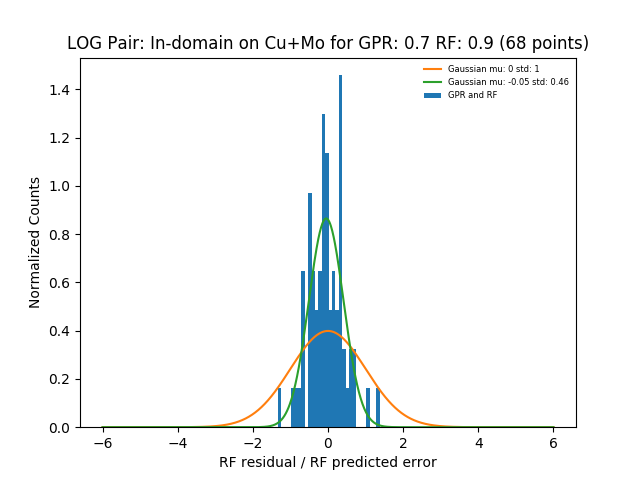 LOG Pair: In-domain on Cu+Mo for GPR: 0.7 RF: 0.9 (68 points)
Gaussian mu: 0 std: 1
Gaussian mu: -0.05 std: 0.46
GPR and RF
Normalized Counts
1.4
1.2
1.0
0.8
0.6
0.4
0.2
0.0
−6 −4 −2 0 2 4 6
RF residual / RF predicted error